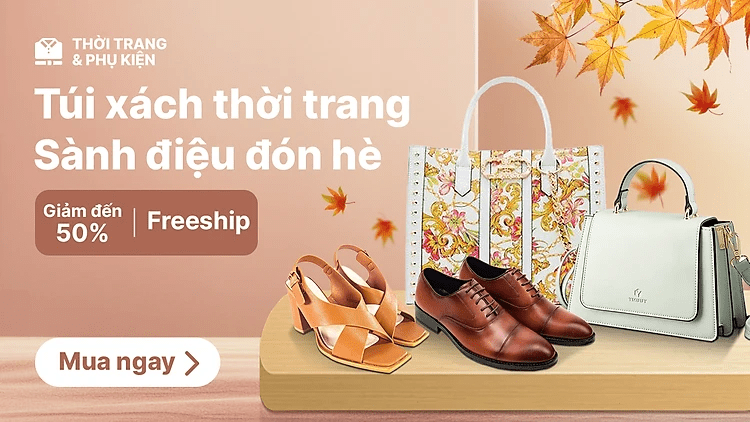 THỜI TRANG
& PHỤ KIỆN
Túi xách thời trang
Sành điệu đón hè
Giảm đến
50%
Freeship
Mua ngay